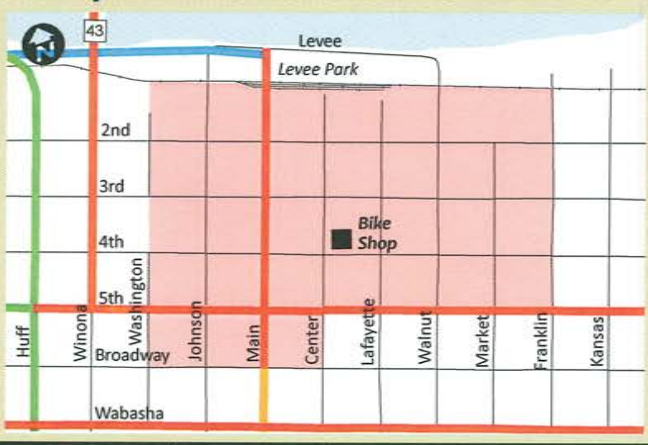 43
N
Levee
Levee Park
2nd
3rd
Bike
Shop
4th
5th
Huff
Winona
Washington
Johnson
Main
Center
Lafayette
Walnut
Market
Franklin
Kansas
Broadway
Wabasha